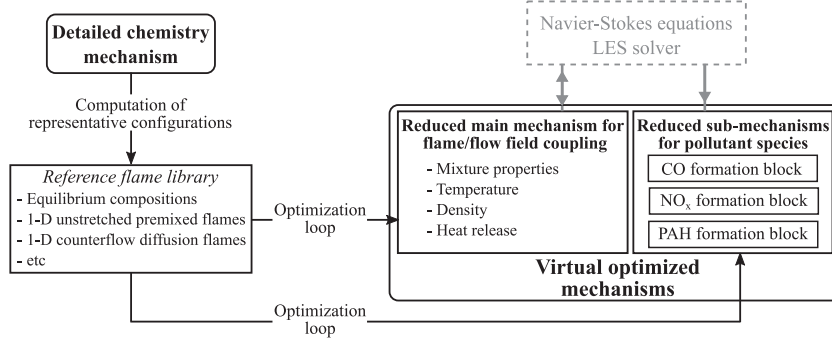 Detailed chemistry
mechanism
Computation of
representative configurations
Reference flame library
- Equilibrium compositions
- 1-D unstretched premixed flames
- 1-D counterflow diffusion flames
- etc
Optimization
loop
Optimization
loop
Navier-Stokes equations
LES solver
Reduced main mechanism for
flame/flow field coupling
- Mixture properties
- Temperature
- Density
- Heat release
Reduced sub-mechanisms
for pollutant species
CO formation block
NOx formation block
PAH formation block
Virtual optimized
mechanisms